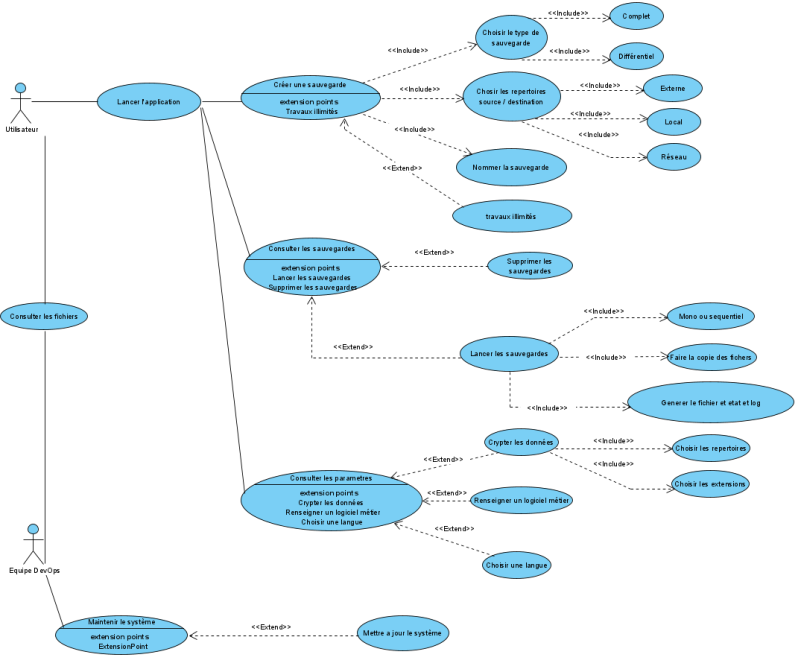 <<Include>>
Complet
Choisir le type de
sauvegarde
<<Include>>
<<Include>>
Différentiel
Créer une sauvegarde
extension points
Travaux illimités
<<Include>>
Chosir les repertoires
source / destination
<<Include>>
Externe
Utilisateur
Lancer l'application
<<Include>>
Local
<<Include>>
<<Include>>
Réseau
Nommer la sauvegarde
<<Extend>>
travaux illimités
Consulter les sauvegardes
extension points
Lancer les sauvegardes
Supprimer les sauvegardes
<<Extend>>
Supprimer les
sauvegardes
Consulter les fichiers
<<Include>>
Mono ou sequentiel
<<Extend>>
Lancer les sauvegardes
<<Include>>
Faire la copie des fichers
<<Include>>
Generer le fichier et etat et log
Crypter les données
<<Include>>
Choisir les repertoires
<<Extend>>
<<Include>>
Choisir les extensions
Consulter les parametres
extension points
Crypter les données
Renseigner un logiciel métier
Choisir une langue
<<Extend>>
Renseigner un logiciel métier
<<Extend>>
Choisir une langue
Equipe DevOps
Maintenir le système
extension points
ExtensionPoint
<<Extend>>
Mettre a jour le système